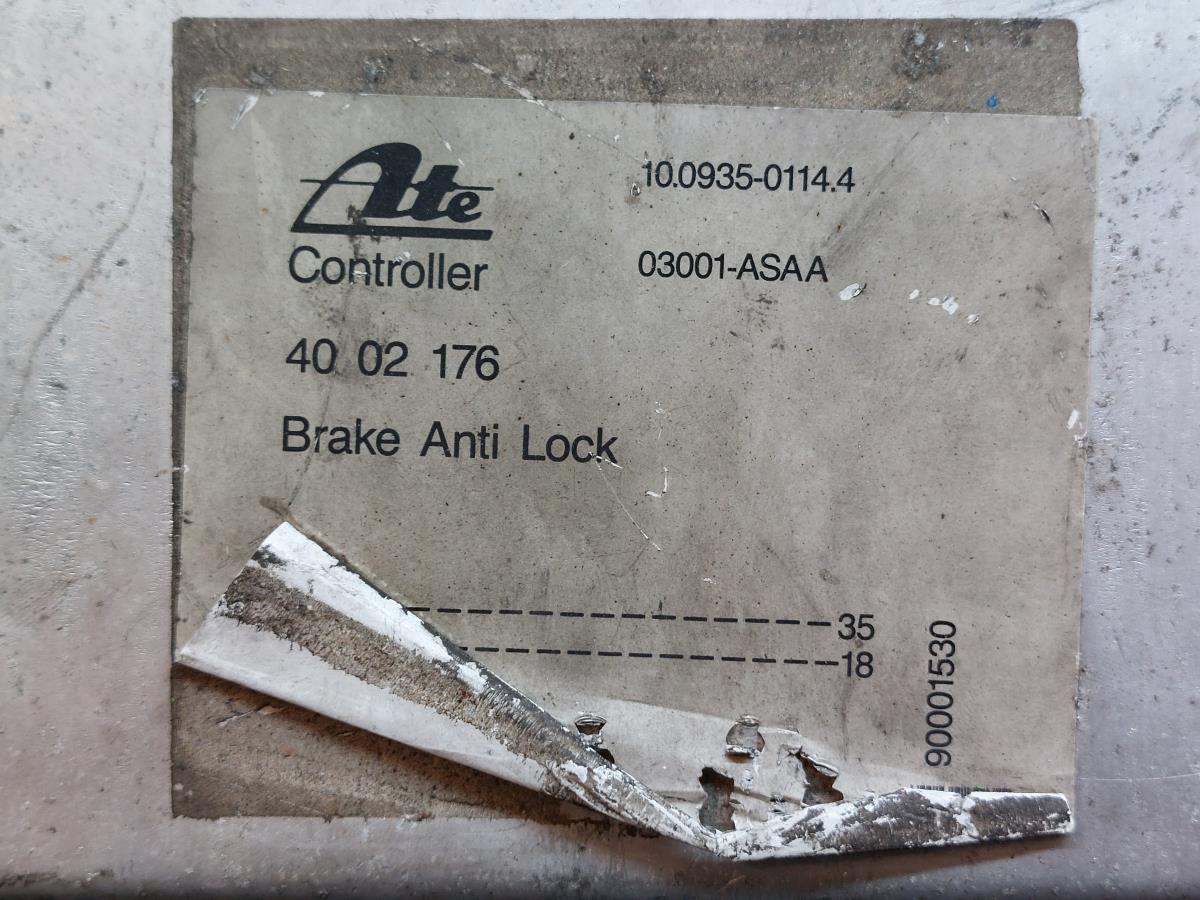 Ate
10.0935-0114.4
Controller
03001-ASAA
40 02 176
Brake Anti Lock
35
18
90001530